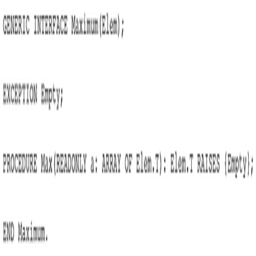 GENERIC INTERFACE Maximum(Elem);
EXCEPTION Empty;
PROCEDURE Max(READONLY a: ARRAY OF Elem.T): Elem.T RAISES {Empty};
END Maximum.